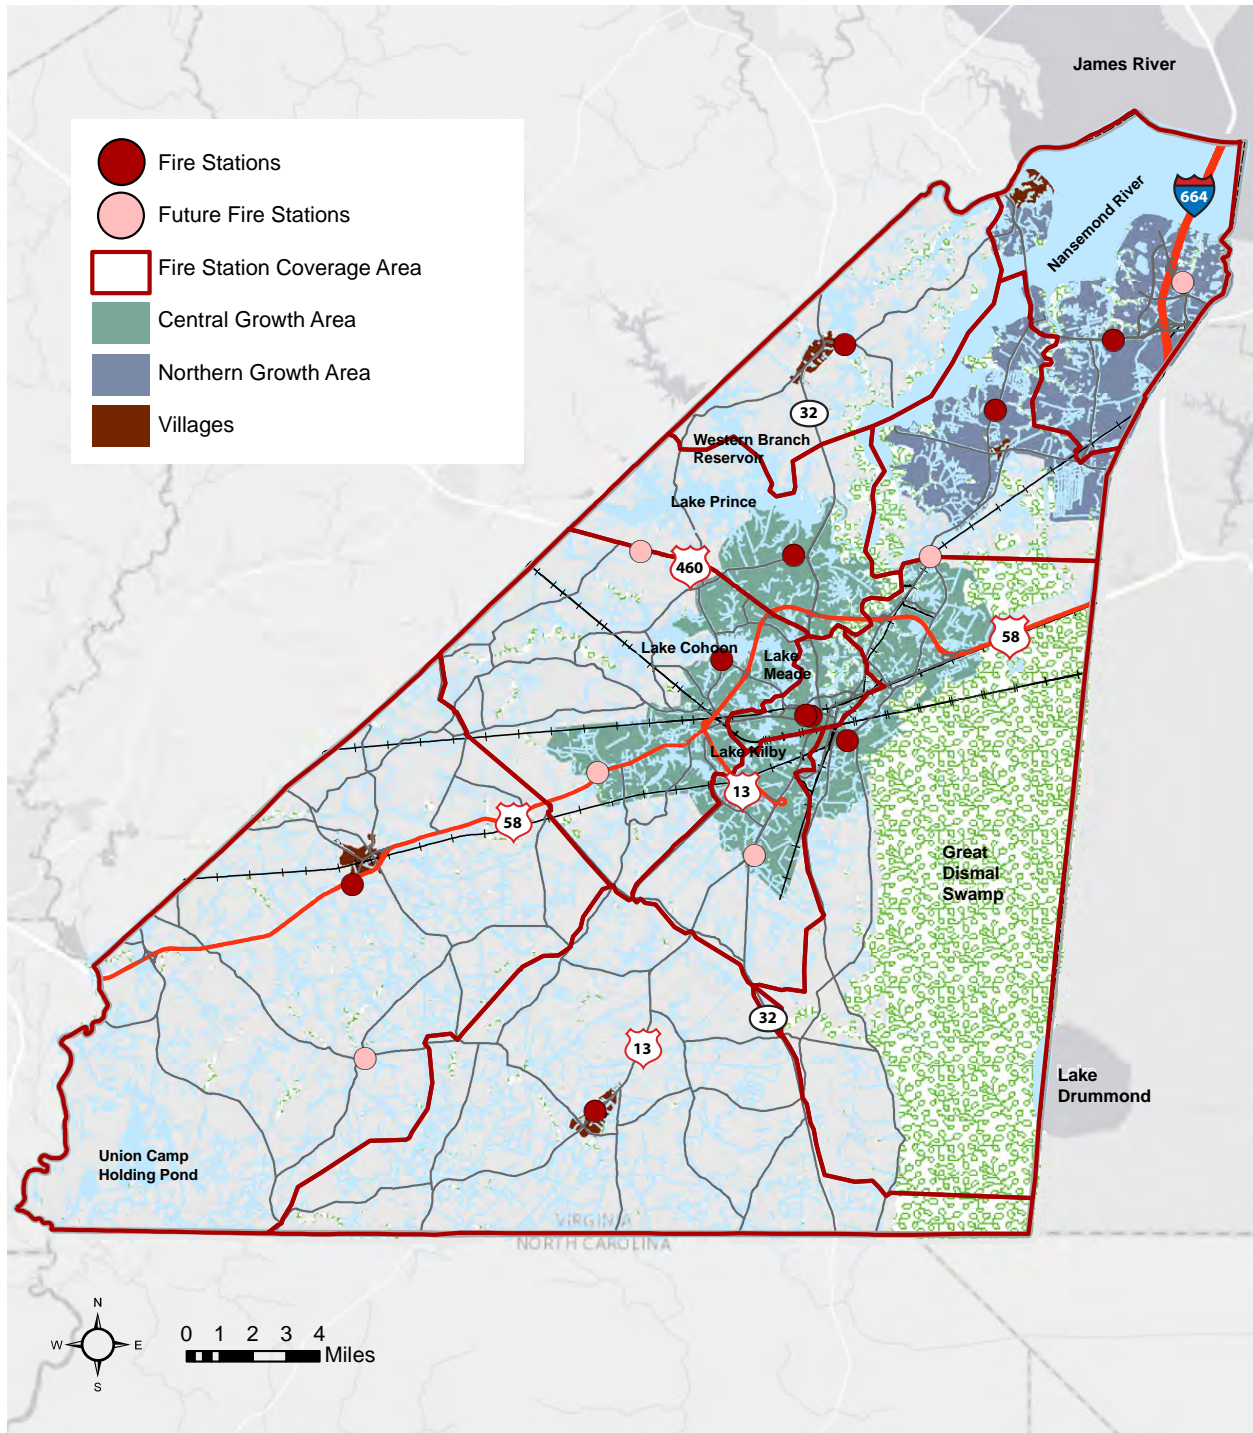 James River
Fire Stations
Future Fire Stations
Fire Station Coverage Area
Central Growth Area
Northern Growth Area
Villages
664
Nansemond River
32
Western Branch
Reservoir
Lake Prince
460
58
Lake Cohoon
Lake
Meade
Lake Kilby
13
58
Great
Dismal
Swamp
32
13
Lake
Drummond
Union Camp
Holding Pond
VIRGINIA
NORTH CAROLINA
N
W
E
S
0 1 2 3 4
Miles